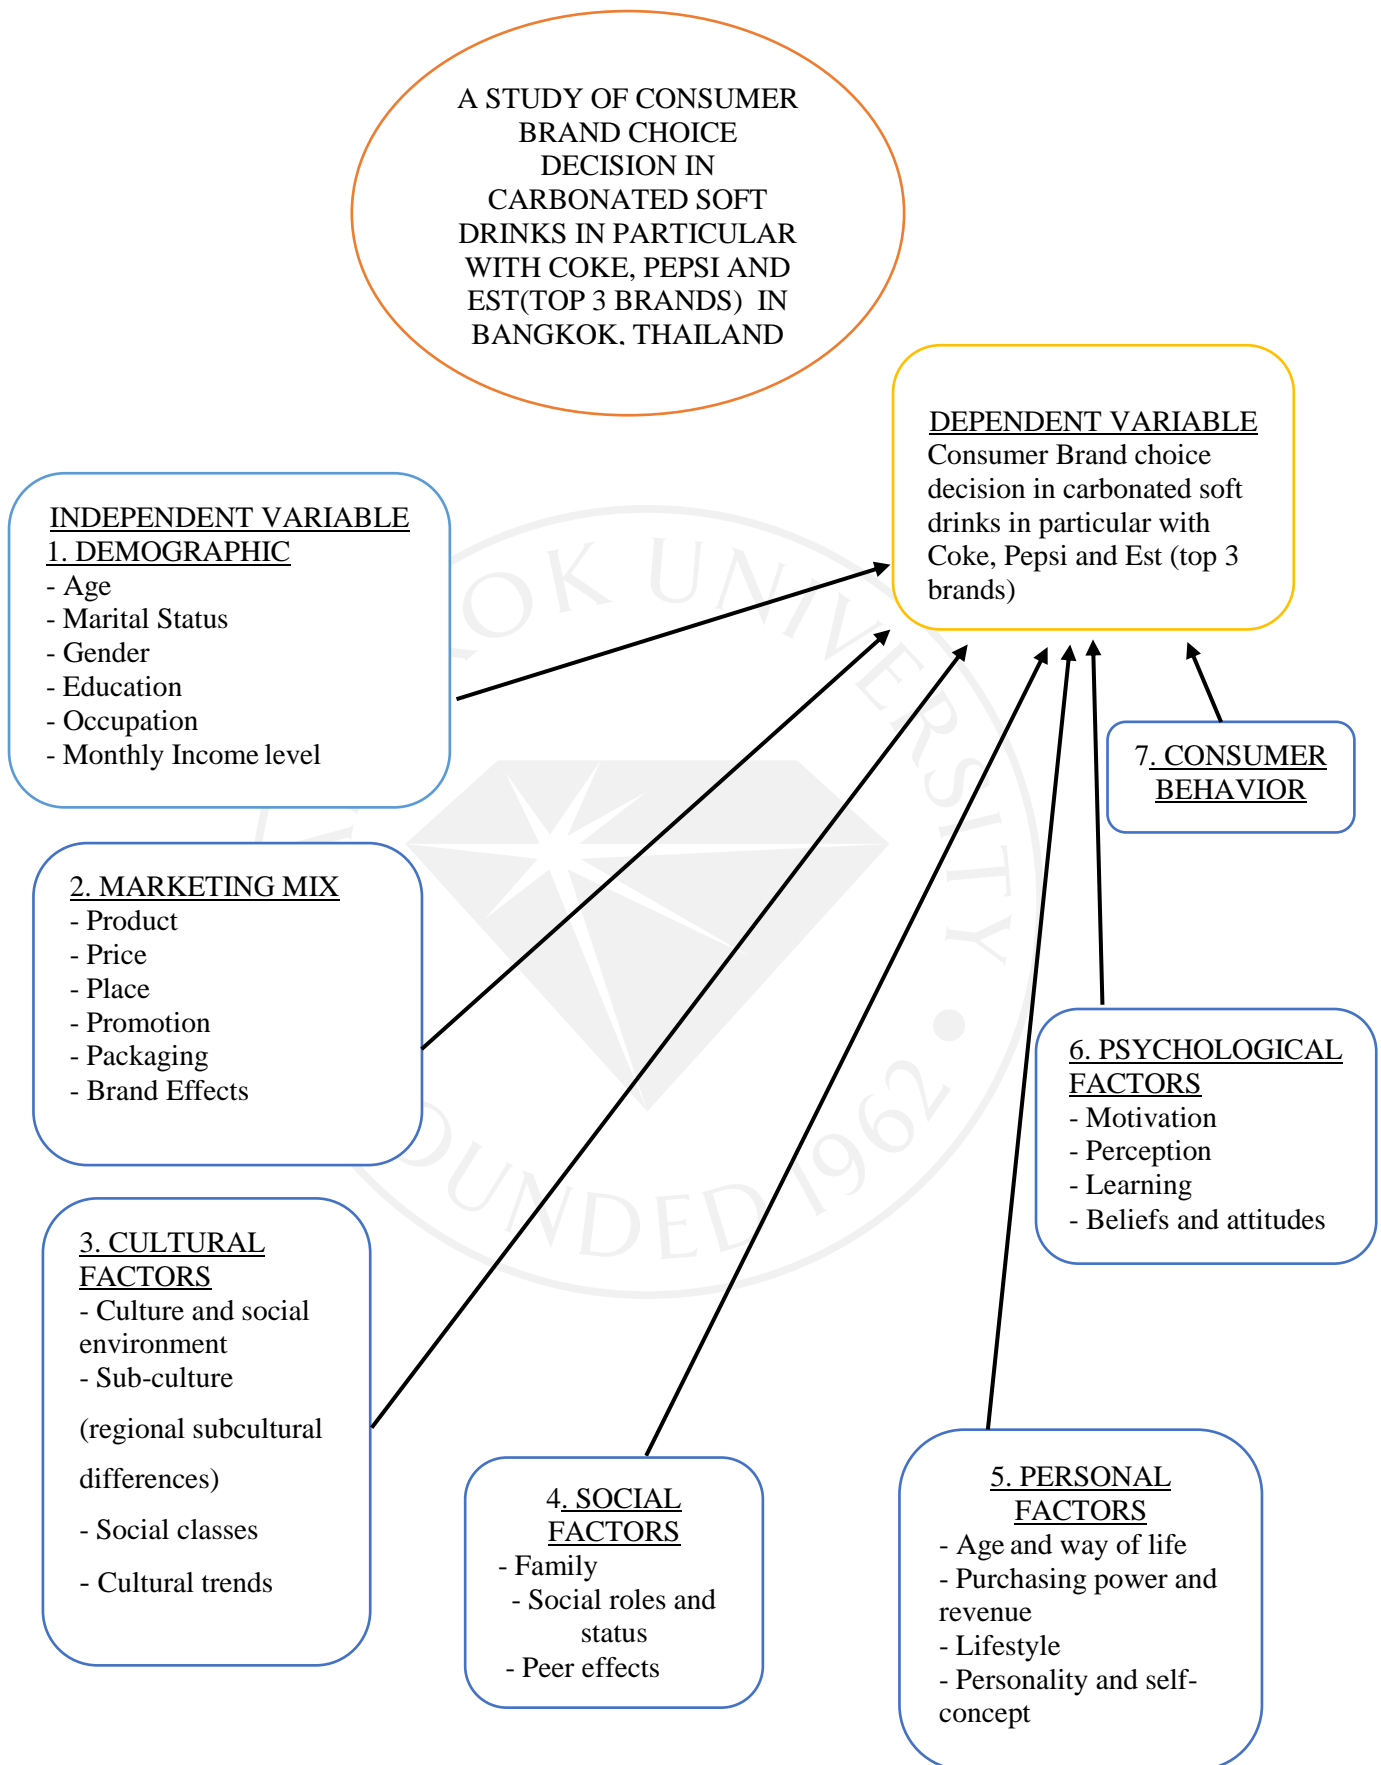 A STUDY OF CONSUMER
BRAND CHOICE
DECISION IN
CARBONATED SOFT
DRINKS IN PARTICULAR
WITH COKE, PEPSI AND
EST(TOP 3 BRANDS) IN
BANGKOK, THAILAND
DEPENDENT VARIABLE
Consumer Brand choice
decision in carbonated soft
drinks in particular with
Coke, Pepsi and Est (top 3
brands)
INDEPENDENT VARIABLE
1. DEMOGRAPHIC
- Age
- Marital Status
- Gender
- Education
- Occupation
- Monthly Income level
7. CONSUMER
BEHAVIOR
2. MARKETING MIX
- Product
- Price
- Place
- Promotion
- Packaging
- Brand Effects
6. PSYCHOLOGICAL
FACTORS
- Motivation
- Perception
- Learning
- Beliefs and attitudes
3. CULTURAL
FACTORS
- Culture and social
environment
- Sub-culture
(regional subcultural
differences)
- Social classes
- Cultural trends
4. SOCIAL
FACTORS
- Family
- Social roles and
status
- Peer effects
5. PERSONAL
FACTORS
- Age and way of life
- Purchasing power and
revenue
- Lifestyle
- Personality and self-
concept
UNIVERSITY
1962